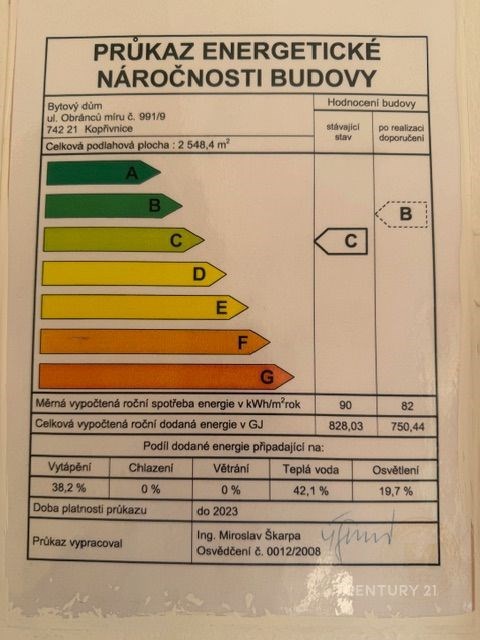 PRŮKAZ ENERGETICKÉ
NÁROČNOSTI BUDOVY
Bytový dům
ul. Obránců míru č. 991/9
742 21 Kopřivnice
Celková podlahová plocha : 2 548,4 m²
Hodnocení budovy
stávající
stav
po realizaci
doporučení
A
B
C
D
E
F
G
C
B
Měrná vypočtená roční spotřeba energie v kWh/m²rok 90 82
Celková vypočtená roční dodaná energie v GJ 828,03 750,44
Podíl dodané energie připadající na:
Vytápění Chlazení Větrání Teplá voda Osvětlení
38,2 % 0 % 0 % 42,1 % 19,7 %
Doba platnosti průkazu do 2023
Průkaz vypracoval
Ing. Miroslav Škarpa
Osvědčení č. 0012/2008
CENTURY 21